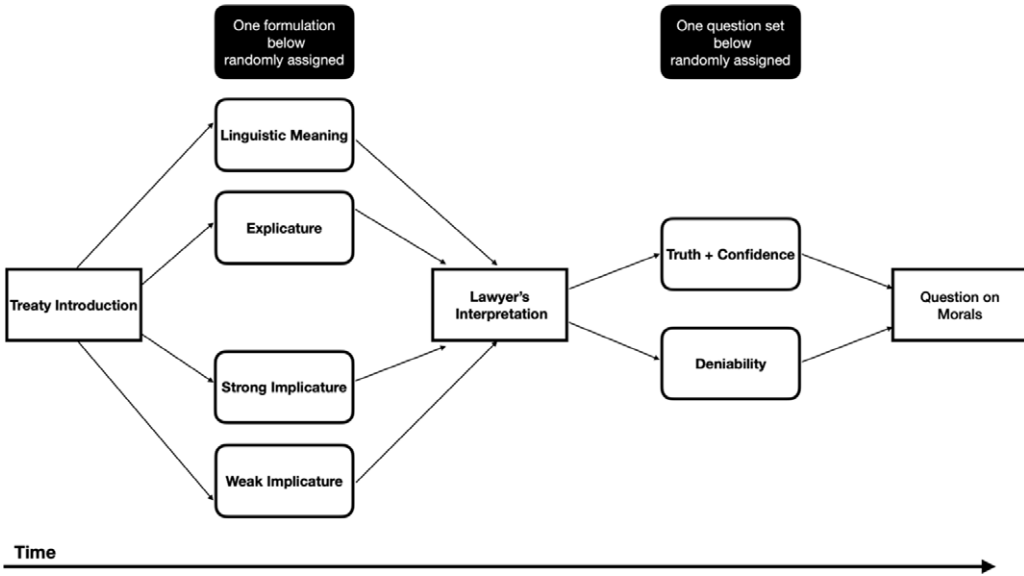 One formulation
below
randomly assigned
One question set
below
randomly assigned
Linguistic Meaning
Explicature
Truth + Confidence
Treaty Introduction
Lawyer's
Interpretation
Question on
Morals
Strong Implicature
Deniability
Weak Implicature
Time